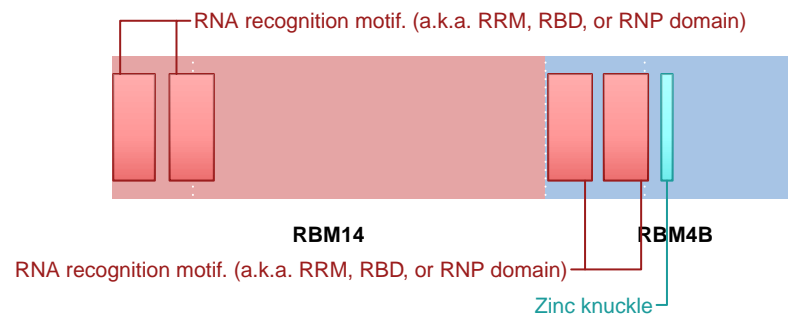 RNA recognition motif. (a.k.a. RRM, RBD, or RNP domain)
RBM14 RBM4B
RNA recognition motif. (a.k.a. RRM, RBD, or RNP domain)
Zinc knuckle